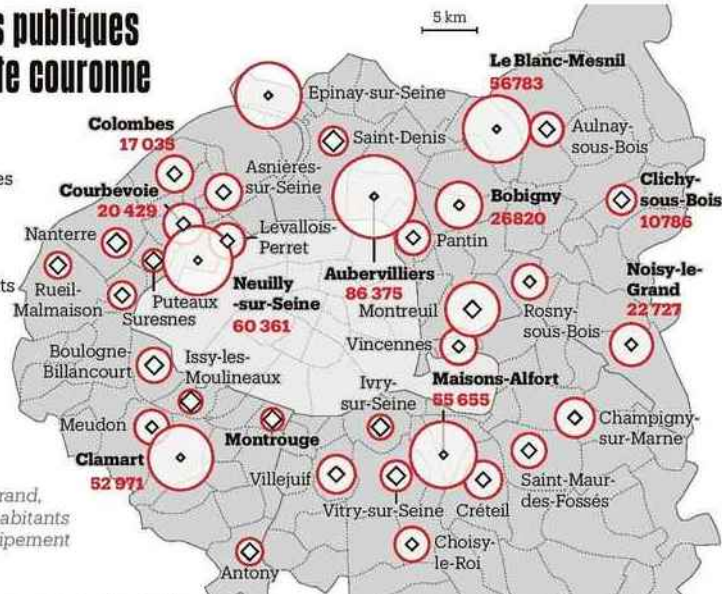 s publiques
te couronne
5 km
Le Blanc-Mesnil
56783
Epinay-sur-Seine
Colombes
17 035
Saint-Denis
Aulnay-
sous-Bois
es
Asnières-
sur-Seine
Courbevoie
20 429
Clichy-
sous-Bois
10786
Bobigny
26820
Nanterre
Levallois-
Perret
Pantin
Aubervilliers
86 375
Noisy-le-
Grand
22 727
ts
Rueil-
Malmaison
Puteaux
Suresnes
Neuilly
-sur-Seine
60 361
Montreuil
Rosny-
sous-Bois
Vincennes
Boulogne-
Billancourt
Issy-les-
Moulineaux
Ivry-
sur-Seine
Maisons-Alfort
55 655
Meudon
Montrouge
Champigny-
sur-Marne
Clamart
52 971
Villejuif
Vitry-sur-Seine
Créteil
Saint-Maur-
des-Fossés
rand,
abitants
ipement
Choisy-
le-Roi
Antony